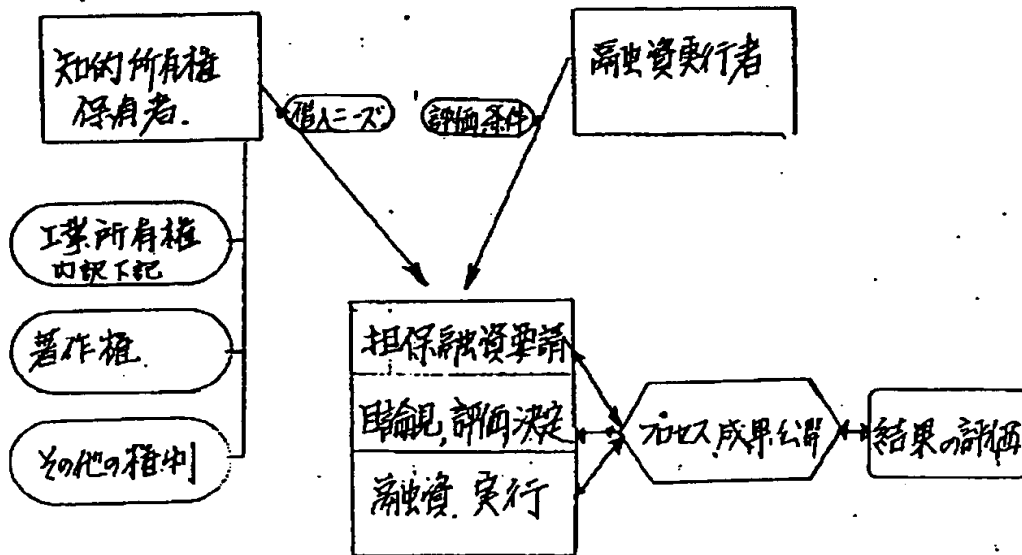 知的所有権
保有者.
融資実行者
借入ニーズ
評価条件
工業所有権
内訳下記
著作権.
その他の権利
担保融資要請
目論見,評価決定
融資.実行
プロセス,成果公開
結果の評価